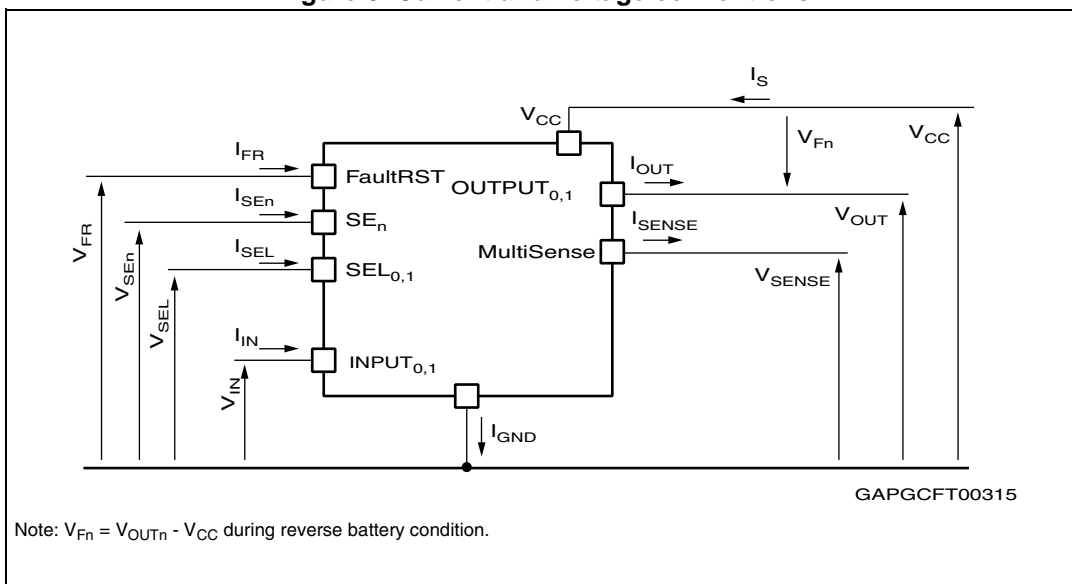 I_S
V_CC
V_Fn
V_CC
I_FR
FaultRST
OUTPUT_0,1
I_OUT
I_SEn
SE_n
V_OUT
I_SENSE
V_FR
I_SEL
MultiSense
V_SEn
SEL_0,1
V_SENSE
V_SEL
I_IN
INPUT_0,1
V_IN
I_GND
GAPGCFT00315
Note: V_Fn = V_OUTn - V_CC during reverse battery condition.